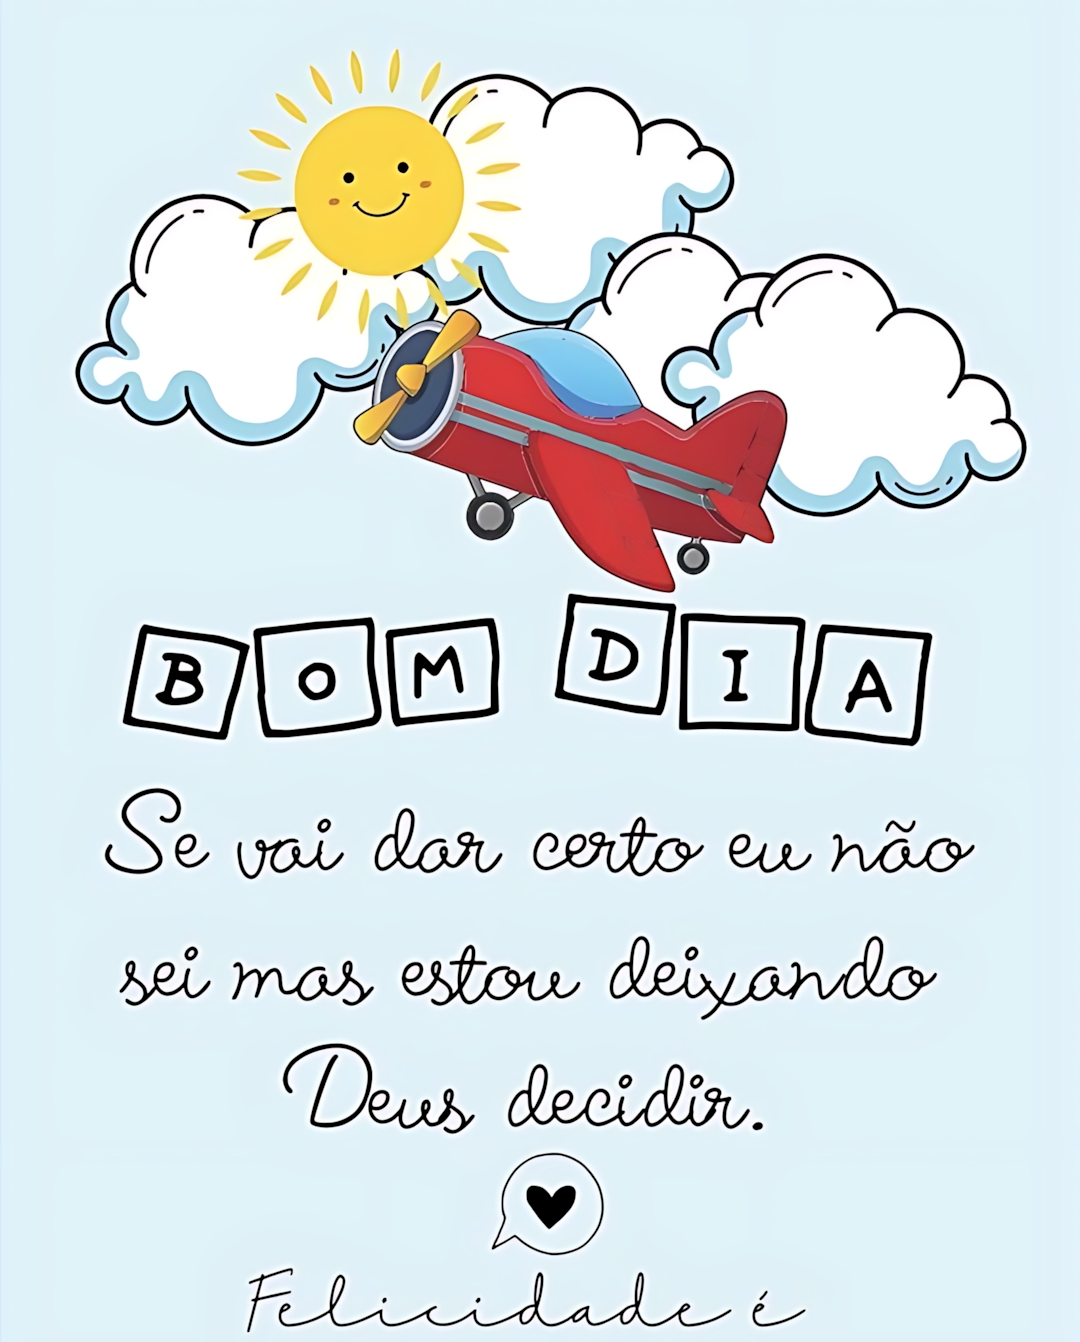 BOM DIA
Se vai dar certo eu não
sei mas estou deixando
Deus decidir.
Felicidade é